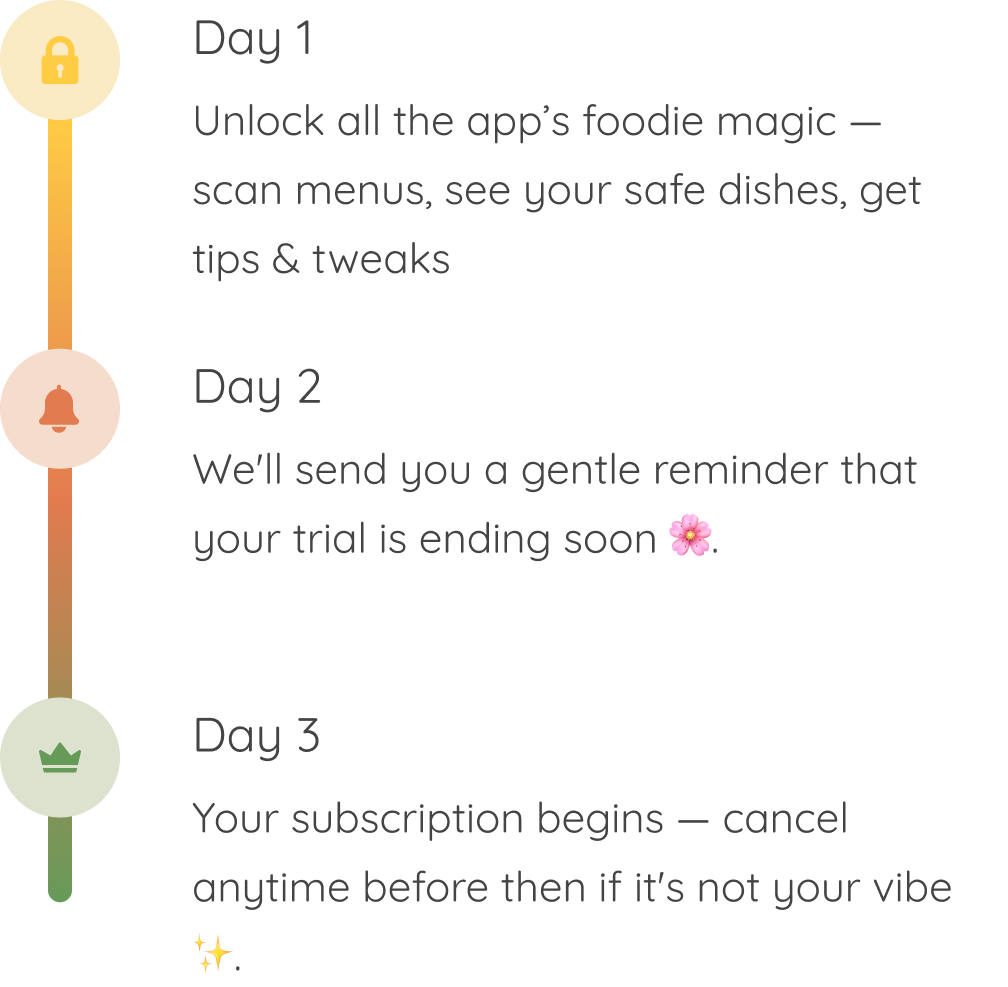 Day 1
Unlock all the app’s foodie magic —
scan menus, see your safe dishes, get
tips & tweaks
Day 2
We'll send you a gentle reminder that
your trial is ending soon 🌸.
Day 3
Your subscription begins — cancel
anytime before then if it's not your vibe
✨.